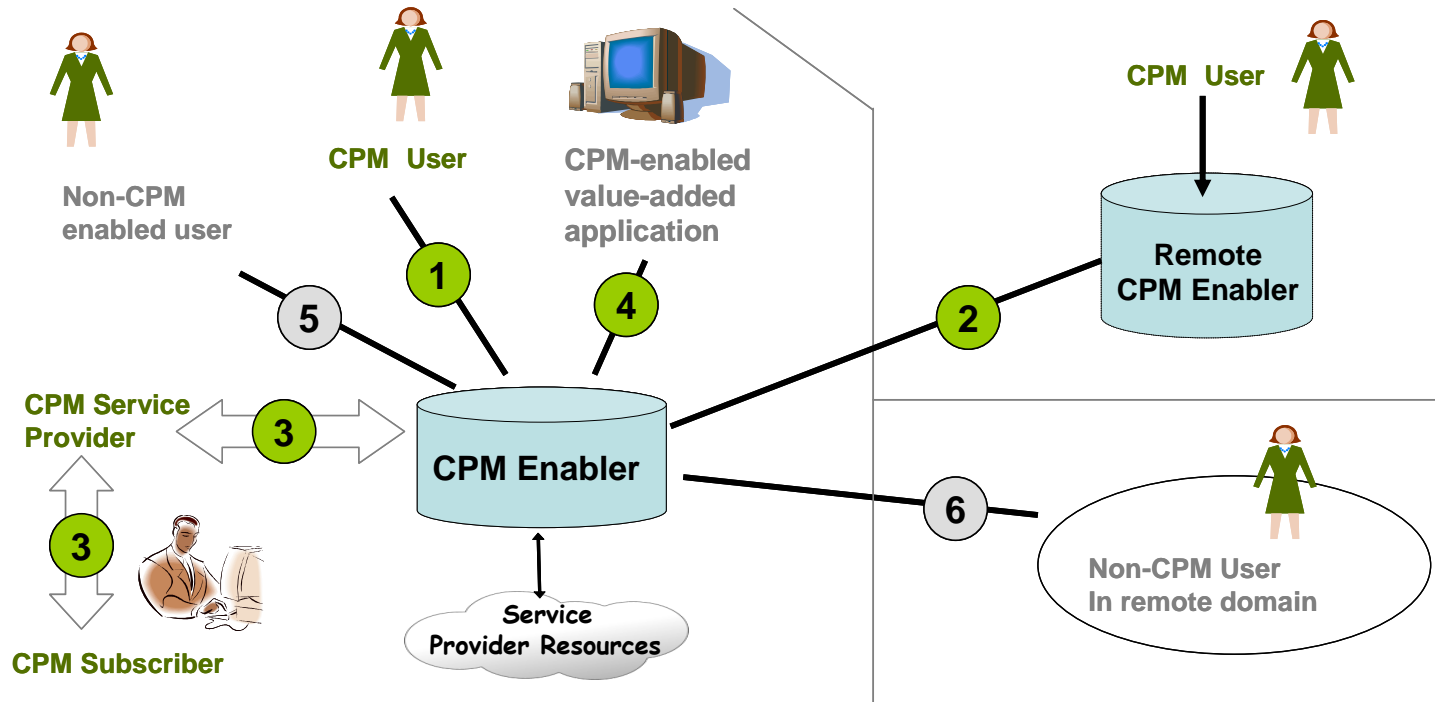 CPM User
Non-CPM
enabled user
CPM-enabled
value-added
application
CPM User
1
5
4
2
Remote
CPM Enabler
CPM Service
Provider
3
CPM Enabler
3
CPM Subscriber
Service
Provider Resources
6
Non-CPM User
In remote domain